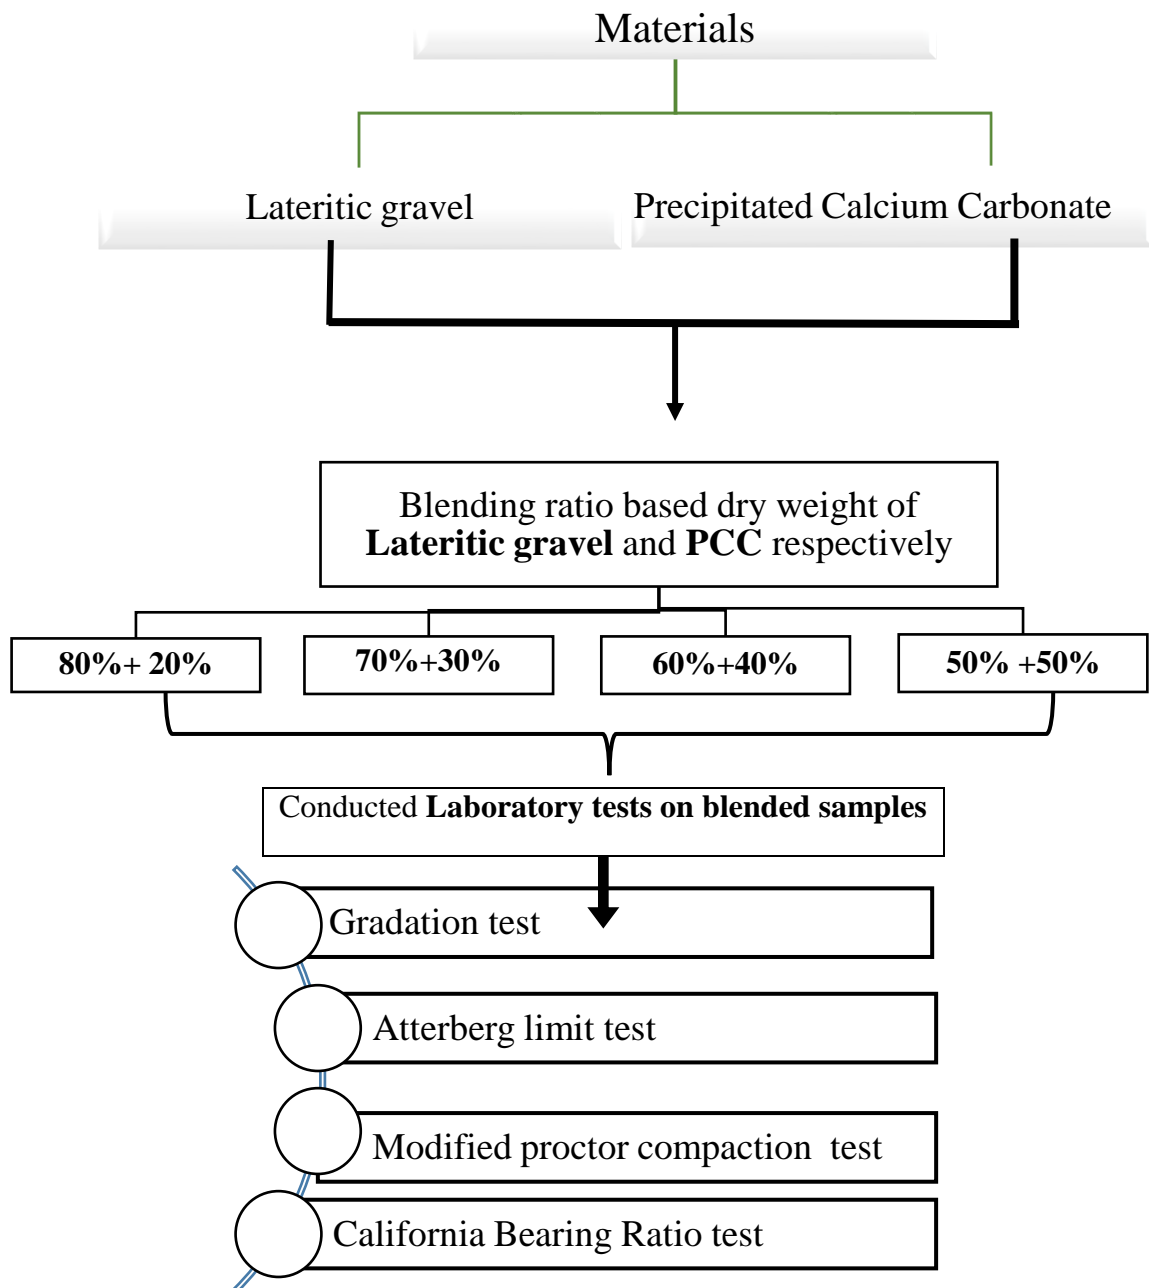 Materials
Lateritic gravel
Precipitated Calcium Carbonate
Blending ratio based dry weight of
Lateritic gravel and PCC respectively
80%+ 20%
70%+30%
60%+40%
50% +50%
Conducted Laboratory tests on blended samples
Gradation test
Atterberg limit test
Modified proctor compaction  test
California Bearing Ratio test